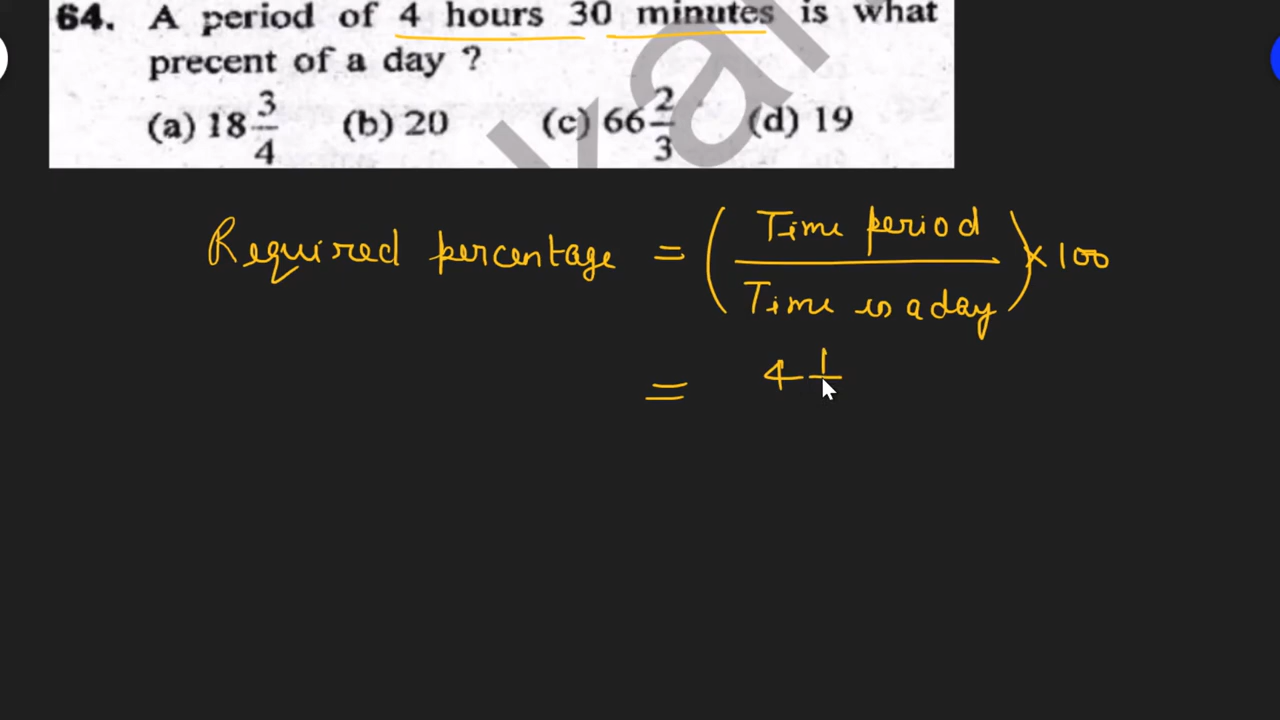 64. A period of 4 hours 30 minutes is what
precent of a day ?
(a) 18 3/4 (b) 20 (c) 66 2/3 (d) 19
Required percentage = (Time period / Time in a day) × 100
= 4 1